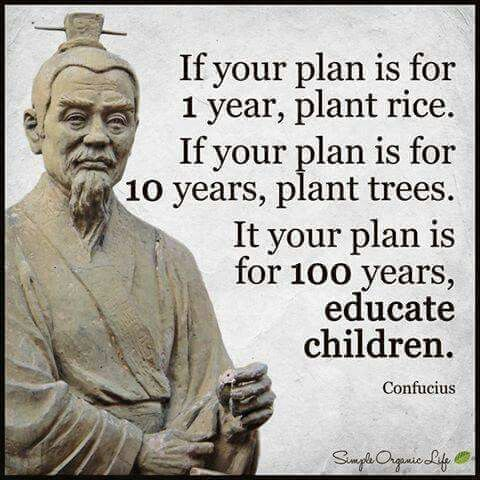 If your plan is for
1 year, plant rice.
If your plan is for
10 years, plant trees.
It your plan is
for 100 years,
educate
children.
Confucius
Simple Organic Life